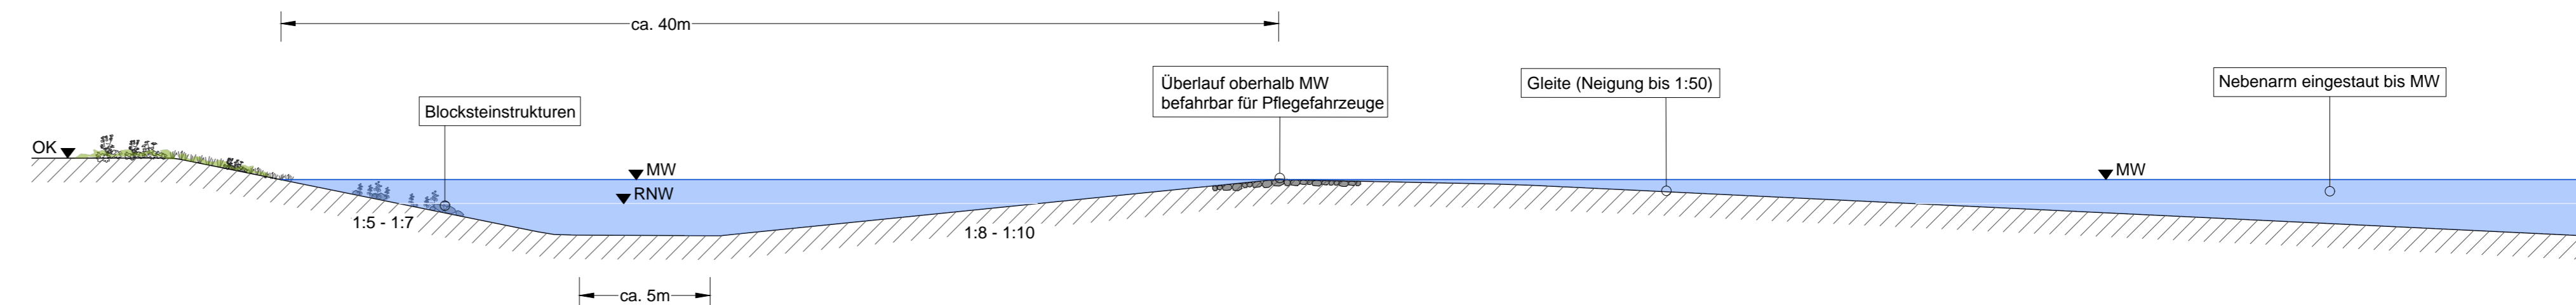 ca. 40m
Überlauf oberhalb MW
befahrbar für Pflegefahrzeuge
Gleite (Neigung bis 1:50)
Nebenarm eingestaut bis MW
Blocksteinstrukturen
OK
MW
MW
RNW
1:5 - 1:7
1:8 - 1:10
ca. 5m